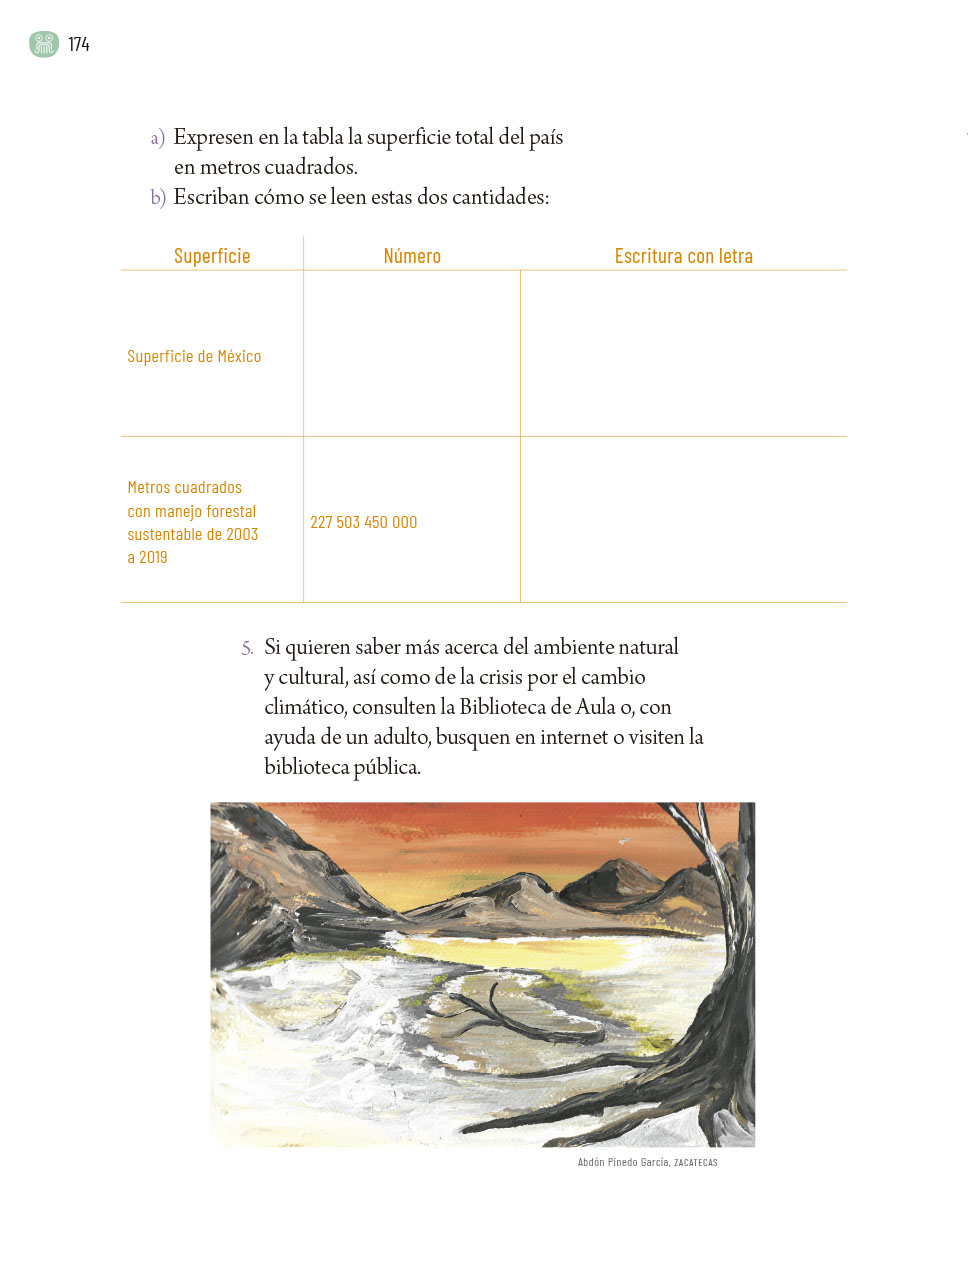 174
a) Expresen en la tabla la superficie total del país
en metros cuadrados.
b) Escriban cómo se leen estas dos cantidades:
Superficie Número Escritura con letra
Superficie de México
Metros cuadrados
con manejo forestal
sustentable de 2003
a 2019
227 503 450 000
5. Si quieren saber más acerca del ambiente natural
y cultural, así como de la crisis por el cambio
climático, consulten la Biblioteca de Aula o, con
ayuda de un adulto, busquen en internet o visiten la
biblioteca pública.
Abdón Pinedo García, ZACATECAS